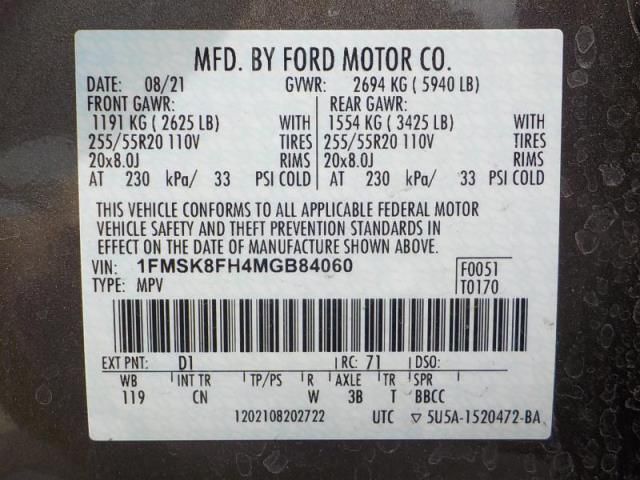 MFD. BY FORD MOTOR CO.
DATE: 08/21 GVWR: 2694 KG ( 5940 LB)
FRONT GAWR: REAR GAWR:
1191 KG ( 2625 LB) WITH 1554 KG ( 3425 LB) WITH
255/55R20 110V TIRES 255/55R20 110V TIRES
20x8.0J RIMS 20x8.0J RIMS
AT 230 kPa/ 33 PSI COLD AT 230 kPa/ 33 PSI COLD
THIS VEHICLE CONFORMS TO ALL APPLICABLE FEDERAL MOTOR
VEHICLE SAFETY AND THEFT PREVENTION STANDARDS IN
EFFECT ON THE DATE OF MANUFACTURE SHOWN ABOVE.
VIN: 1FMSK8FH4MGB84060 F0051
TYPE: MPV T0170
EXT PNT: D1 RC: 71 DSO:
WB INT TR TP/PS R AXLE TR SPR
119 CN W 3B T BBCC
1202108202722 UTC ▽ 5U5A-1520472-BA